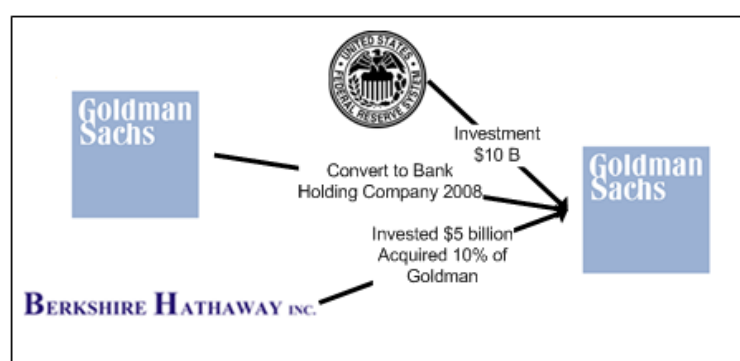 UNITED STATES
FEDERAL RESERVE SYSTEM
Goldman
Sachs
Investment
$10 B
Convert to Bank
Holding Company 2008
Goldman
Sachs
Invested $5 billion
Acquired 10% of
Goldman
BERKSHIRE HATHAWAY INC.